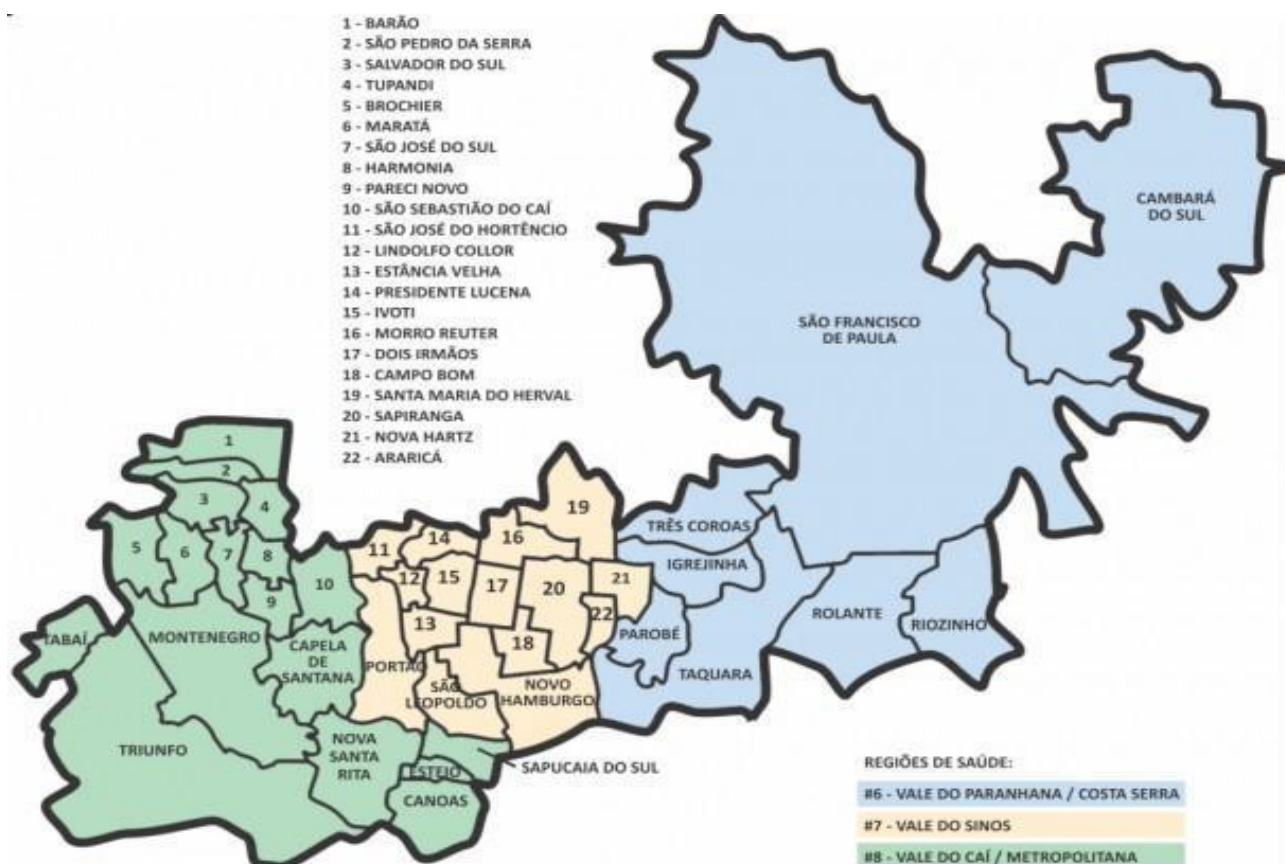 1 - BARÃO
2 - SÃO PEDRO DA SERRA
3 - SALVADOR DO SUL
4 - TUPANDI
5 - BROCHIER
6 - MARATÁ
7 - SÃO JOSÉ DO SUL
8 - HARMONIA
9 - PARECI NOVO
10 - SÃO SEBASTIÃO DO CAÍ
11 - SÃO JOSÉ DO HORTÊNCIO
12 - LINDOLFO COLLOR
13 - ESTÂNCIA VELHA
14 - PRESIDENTE LUCENA
15 - IVOTI
16 - MORRO REUTER
17 - DOIS IRMÃOS
18 - CAMPO BOM
19 - SANTA MARIA DO HERVAL
20 - SAPIRANGA
21 - NOVA HARTZ
22 - ARARICÁ
CAMBARÁ
DO SUL
SÃO FRANCISCO
DE PAULA
1
2
3
4
5
6
7
8
9
10
11
12
13
14
15
16
17
18
19
20
21
22
TRÊS COROAS
IGREJINHA
PAROBÉ
TAQUARA
ROLANTE
RIOZINHO
TABAÍ
MONTENEGRO
CAPELA
DE
SANTANA
PORTÃO
SÃO
LEOPOLDO
NOVO
HAMBURGO
TRIUNFO
NOVA
SANTA
RITA
ESTEIO
SAPUCAIA DO SUL
CANOAS
REGIÕES DE SAÚDE:
#6 - VALE DO PARANHANA / COSTA SERRA
#7 - VALE DO SINOS
#8 - VALE DO CAÍ / METROPOLITANA